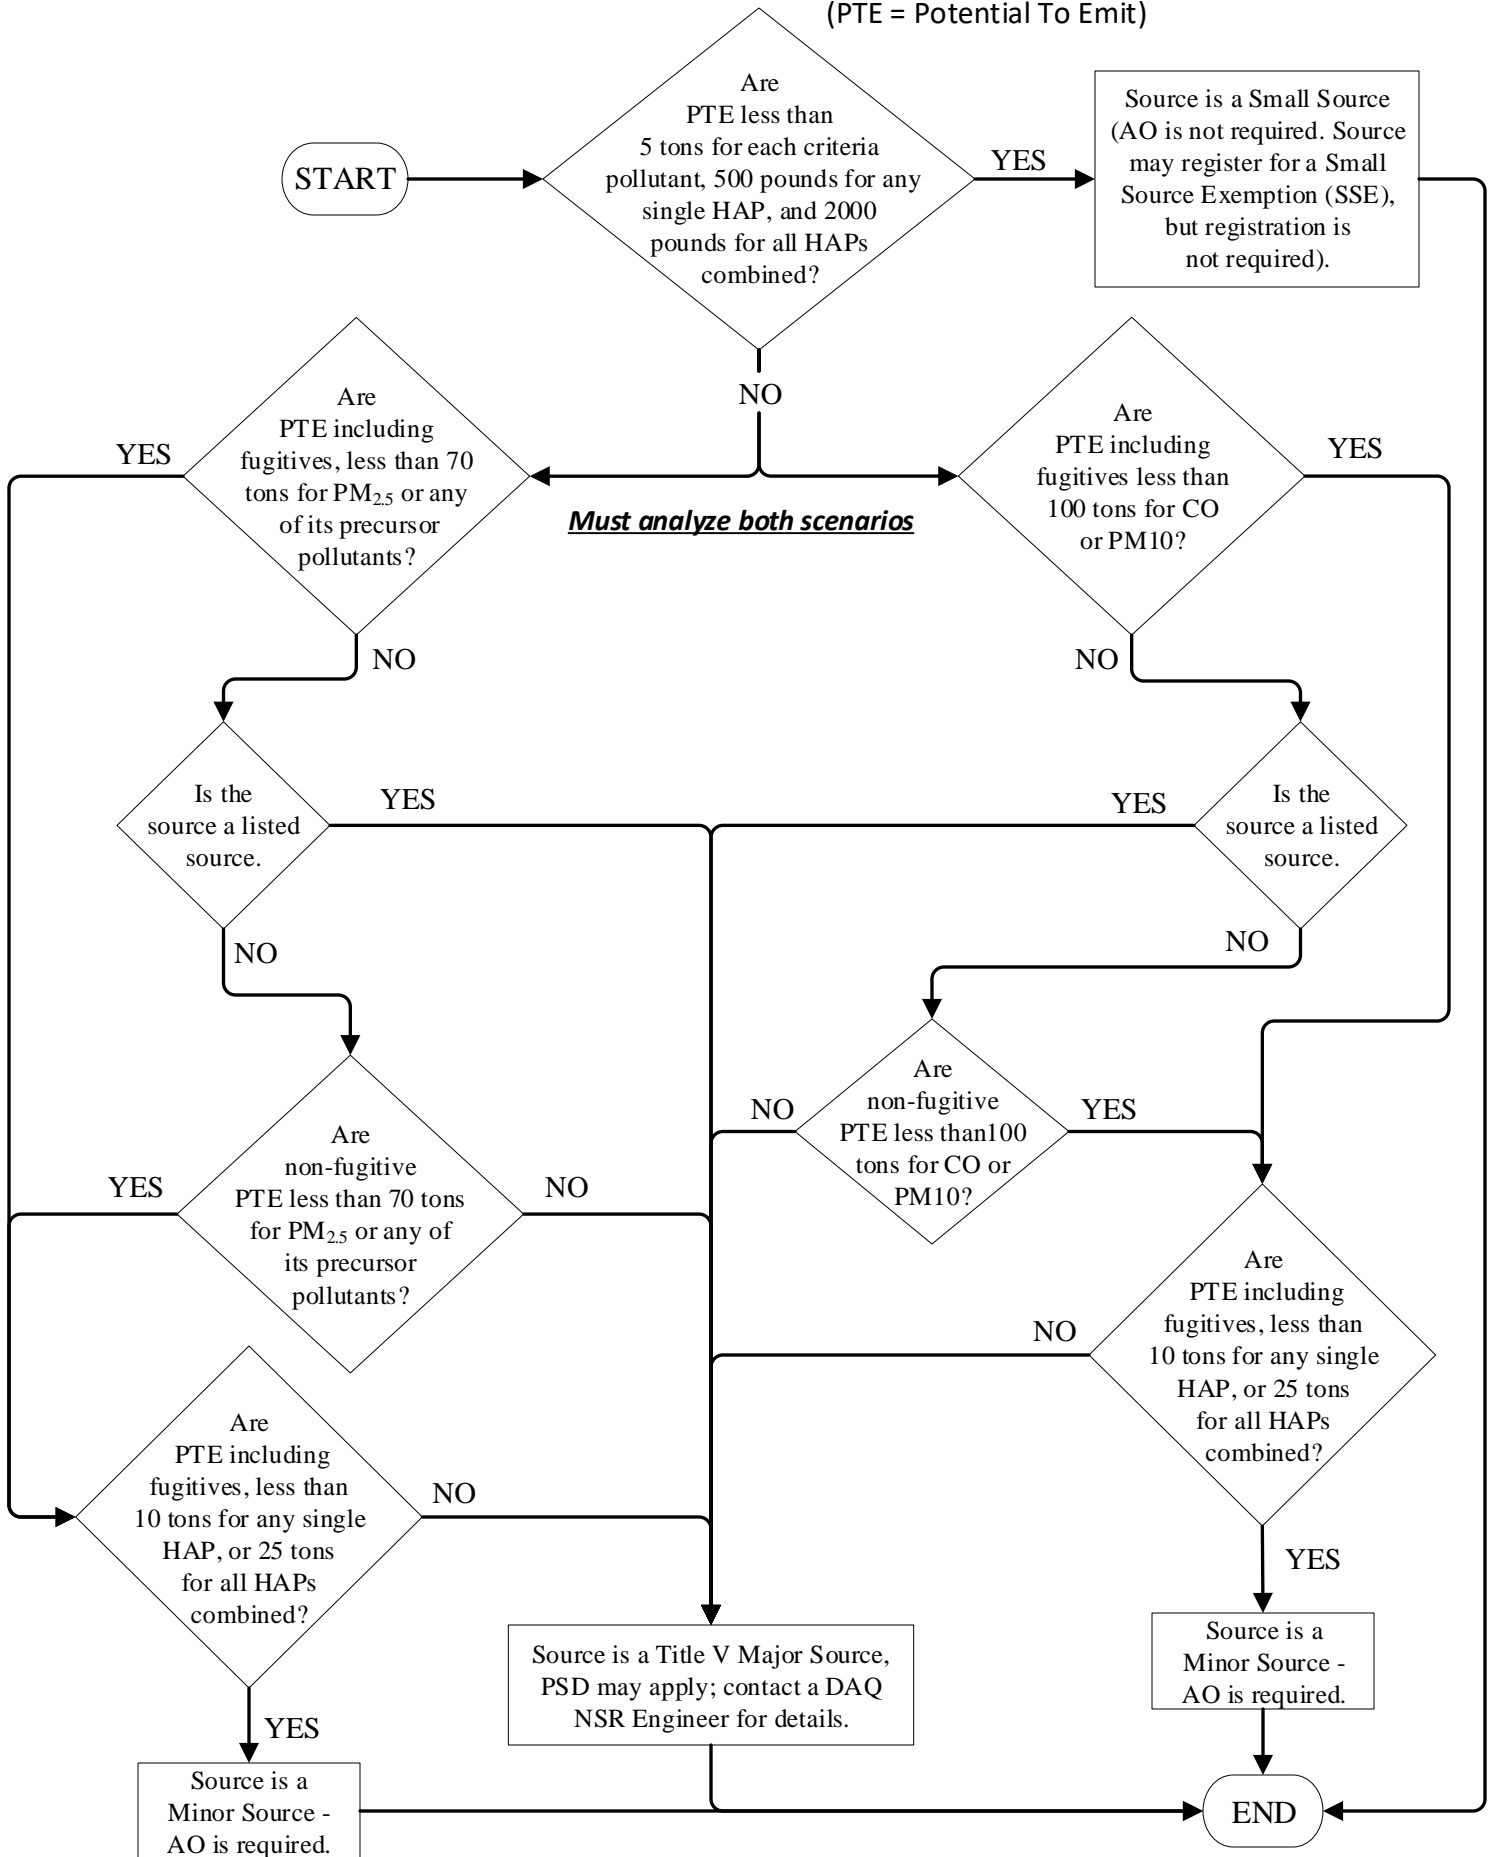 (PTE = Potential To Emit)
START
Are
PTE less than
5 tons for each criteria
pollutant, 500 pounds for any
single HAP, and 2000
pounds for all HAPs
combined?
YES
Source is a Small Source
(AO is not required. Source
may register for a Small
Source Exemption (SSE),
but registration is
not required).
NO
Must analyze both scenarios
YES
Are
PTE including
fugitives, less than 70
tons for PM2.5 or any
of its precursor
pollutants?
NO
Are
PTE including
fugitives less than
100 tons for CO
or PM10?
YES
NO
Is the
source a listed
source.
YES
NO
YES
Is the
source a listed
source.
NO
YES
Are
non-fugitive
PTE less than 70 tons
for PM2.5 or any of
its precursor
pollutants?
NO
NO
Are
non-fugitive
PTE less than100
tons for CO or
PM10?
YES
NO
Are
PTE including
fugitives, less than
10 tons for any single
HAP, or 25 tons
for all HAPs
combined?
YES
Are
PTE including
fugitives, less than
10 tons for any single
HAP, or 25 tons
for all HAPs
combined?
NO
YES
Source is a
Minor Source -
AO is required.
Source is a Title V Major Source,
PSD may apply; contact a DAQ
NSR Engineer for details.
Source is a
Minor Source -
AO is required.
END